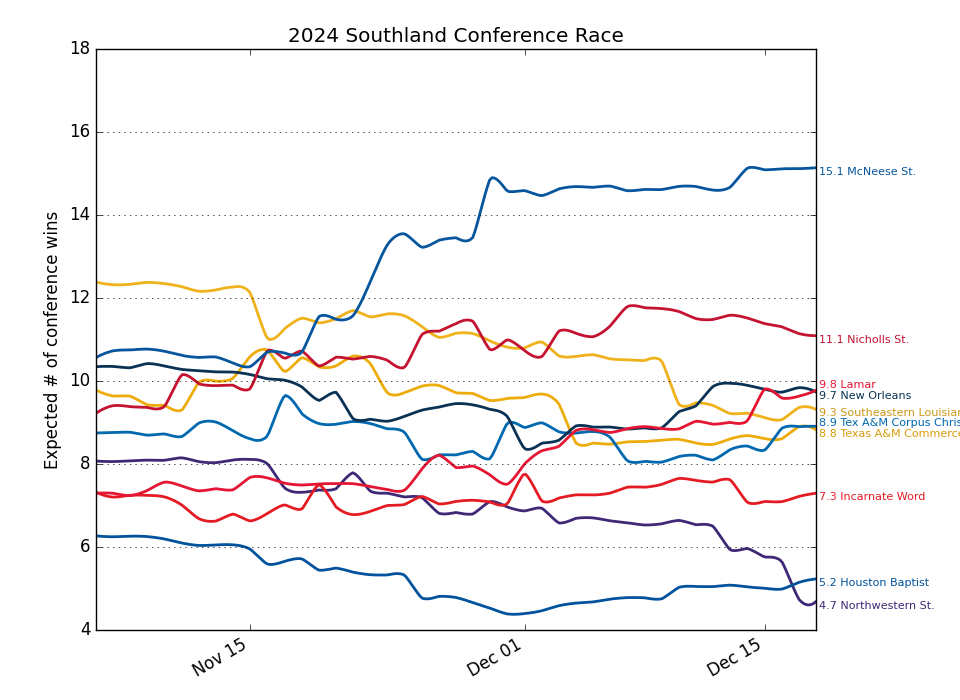 2024 Southland Conference Race
Expected # of conference wins
18
16
14
12
10
8
6
4
Nov 15
Dec 01
Dec 15
15.1 McNeese St.
11.1 Nicholls St.
9.8 Lamar
9.7 New Orleans
9.3 Southeastern Louisian
8.9 Tex A&M Corpus Chris
8.8 Texas A&M Commerce
7.3 Incarnate Word
5.2 Houston Baptist
4.7 Northwestern St.